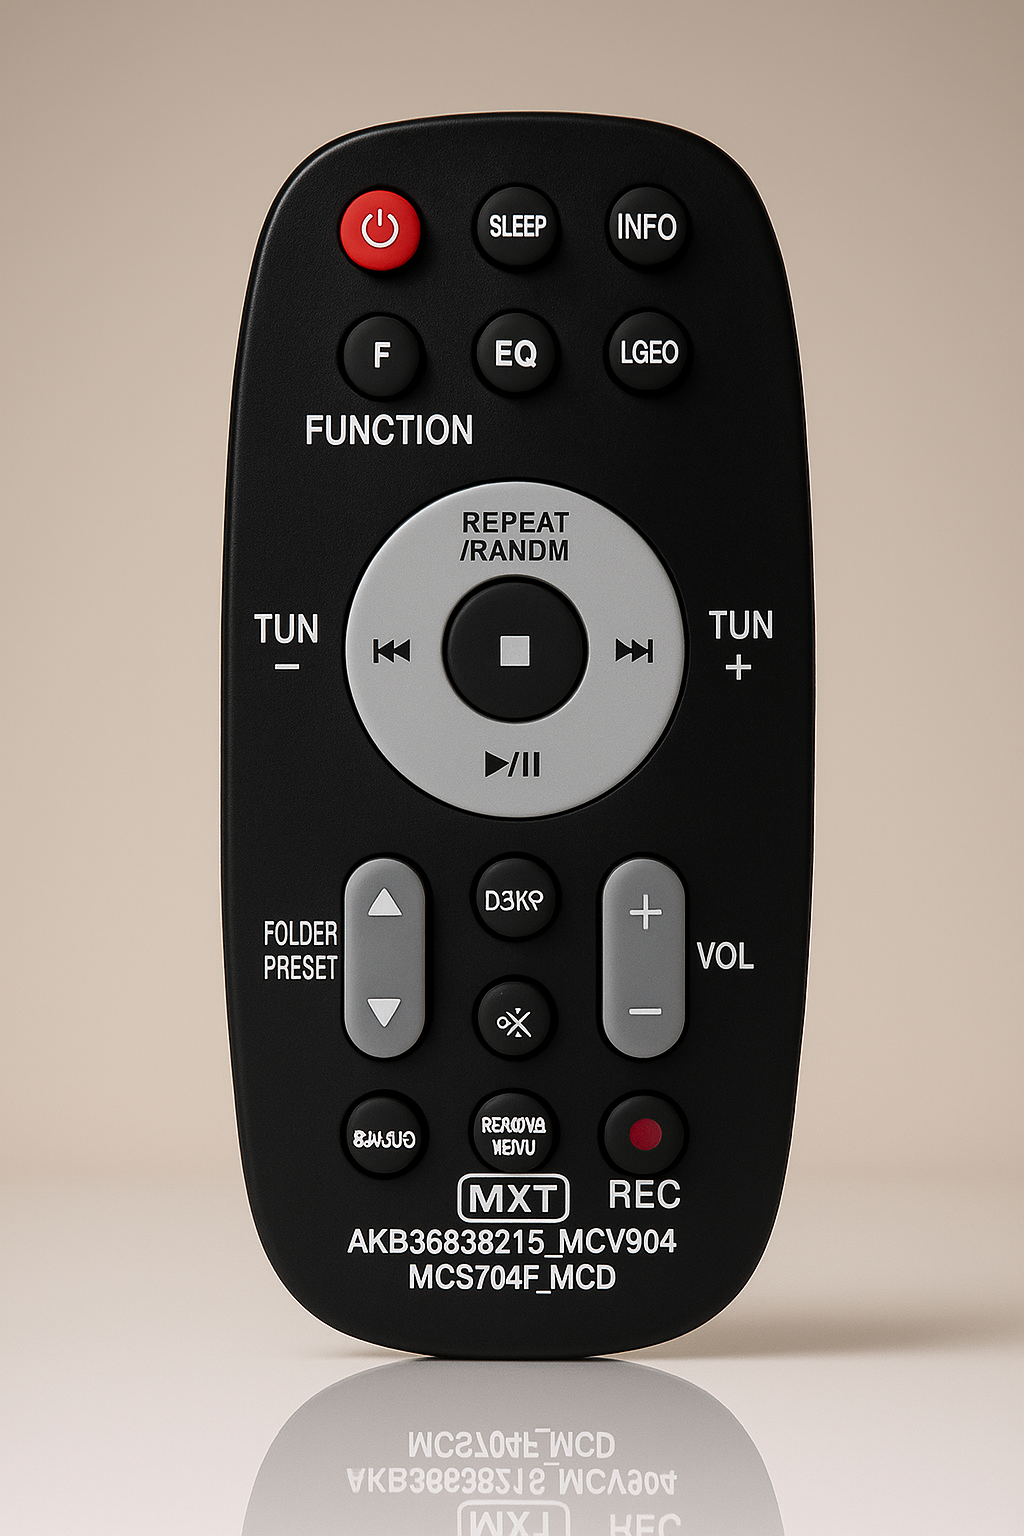 SLEEP
INFO
F
EQ
LGEO
FUNCTION
REPEAT
/RANDM
TUN
TUN
FOLDER
PRESET
VOL
REC
MXT
AKB36838215_MCV904
MCS704F_MCD